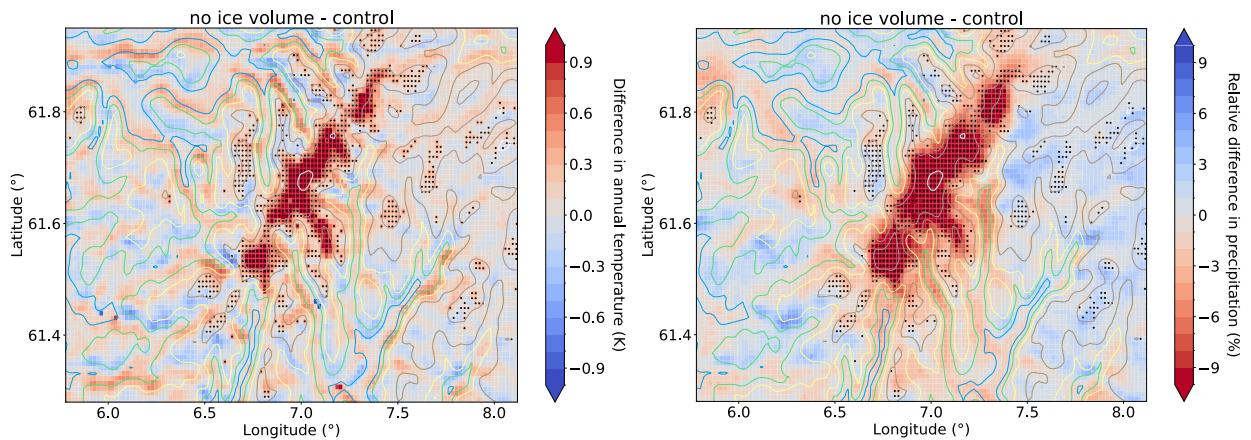 no ice volume - control
61.8
61.6
61.4
Latitude (°)
6.0 6.5 7.0 7.5 8.0
Longitude (°)
0.9
0.6
0.3
0.0
−0.3
−0.6
−0.9
Difference in annual temperature (K)
no ice volume - control
61.8
61.6
61.4
Latitude (°)
6.0 6.5 7.0 7.5 8.0
Longitude (°)
9
6
3
0
−3
−6
−9
Relative difference in precipitation (%)